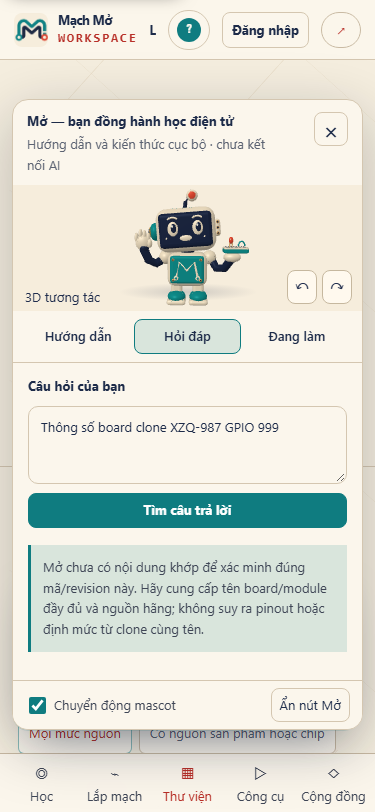 Mạch Mở
WORKSPACE
L
?
Đăng nhập
↗
Mở — bạn đồng hành học điện tử
Hướng dẫn và kiến thức cục bộ · chưa kết
nối AI
×
3D tương tác
Hướng dẫn
Hỏi đáp
Đang làm
Câu hỏi của bạn
Thông số board clone XZQ-987 GPIO 999
Tìm câu trả lời
Mở chưa có nội dung khớp để xác minh đúng
mã/revision này. Hãy cung cấp tên board/module
đầy đủ và nguồn hãng; không suy ra pinout hoặc
định mức từ clone cùng tên.
Chuyển động mascot
Ẩn nút Mở
Mọi mức nguồn
Có nguồn sản phẩm hoặc chip
Học
Lắp mạch
Thư viện
Công cụ
Cộng đồng